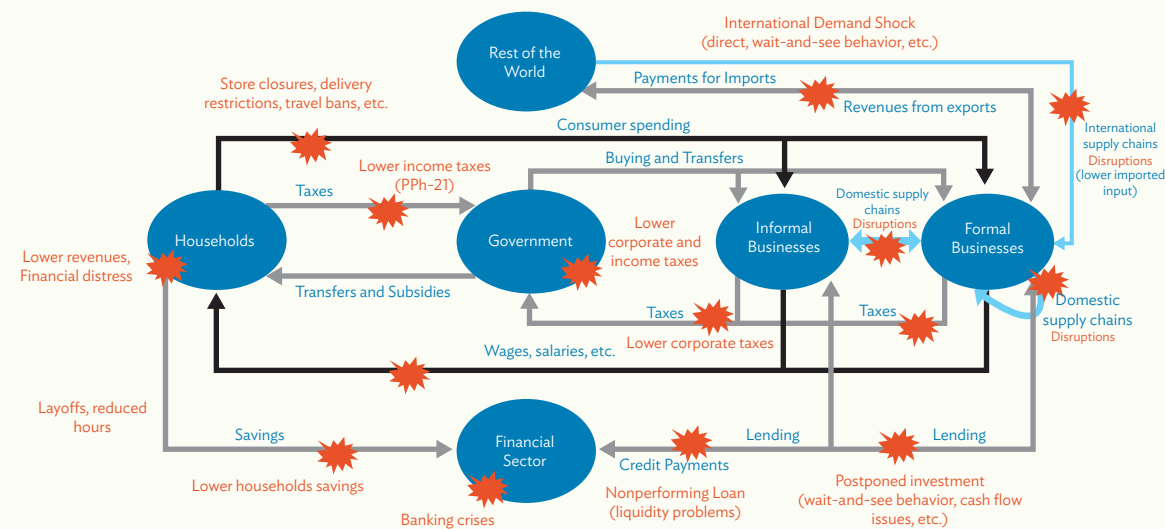 International Demand Shock
(direct, wait-and-see behavior, etc.)
Rest of the
World
Payments for Imports
Revenues from exports
Store closures, delivery
restrictions, travel bans, etc.
Consumer spending
International
supply chains
Disruptions
(lower imported
input)
Buying and Transfers
Lower income taxes
(PPh-21)
Taxes
Domestic supply
chains
Disruptions
Households
Government
Lower
corporate and
income taxes
Informal
Businesses
Formal
Businesses
Lower revenues,
Financial distress
Transfers and Subsidies
Taxes
Taxes
Domestic
supply chains
Disruptions
Lower corporate taxes
Wages, salaries, etc.
Layoffs, reduced
hours
Savings
Financial
Sector
Lending
Lending
Credit Payments
Lower households savings
Nonperforming Loan
(liquidity problems)
Postponed investment
(wait-and-see behavior, cash flow
issues, etc.)
Banking crises